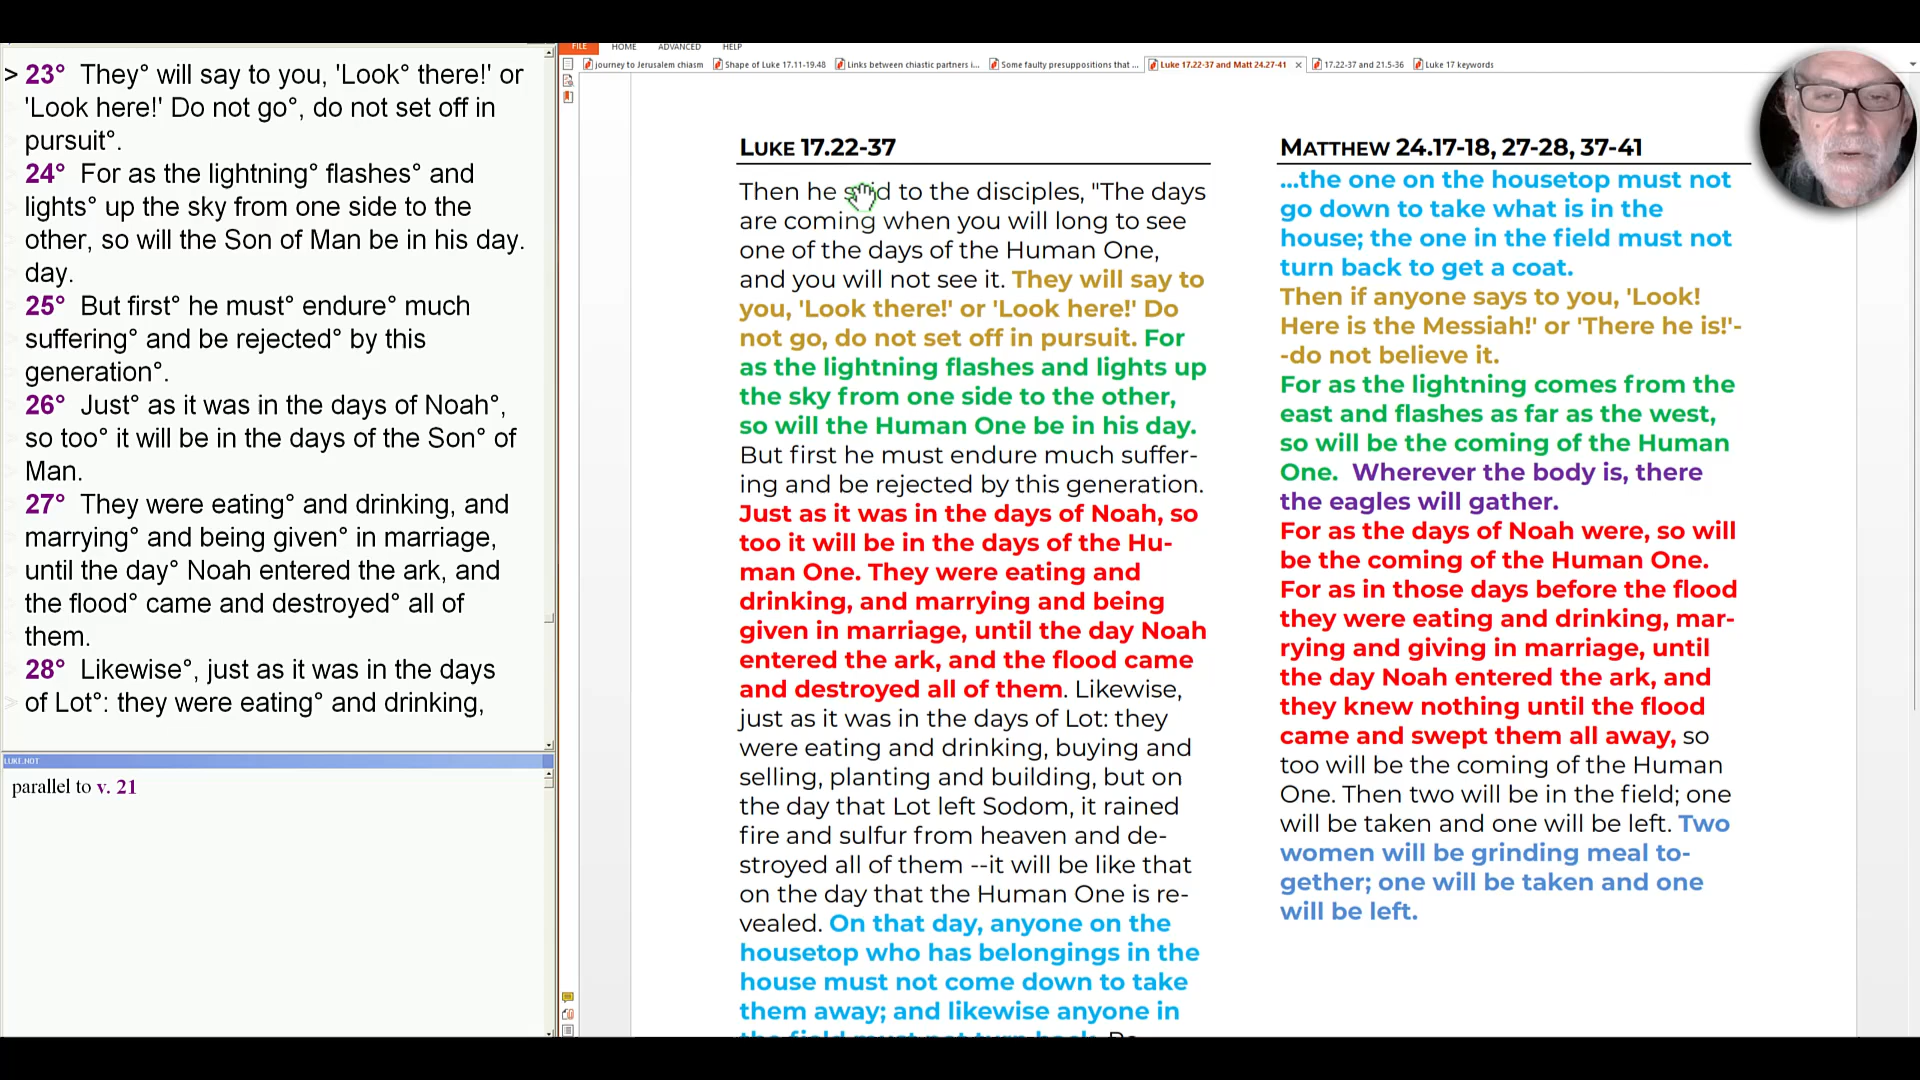 > 23° They° will say to you, 'Look° there!' or
'Look here!' Do not go°, do not set off in
pursuit°.
24° For as the lightning° flashes° and
lights° up the sky from one side to the
other, so will the Son of Man be in his day.
day.
25° But first° he must° endure° much
suffering° and be rejected° by this
generation°.
26° Just° as it was in the days of Noah°,
so too° it will be in the days of the Son° of
Man.
27° They were eating° and drinking, and
marrying° and being given° in marriage,
until the day° Noah entered the ark, and
the flood° came and destroyed° all of
them.
28° Likewise°, just as it was in the days
of Lot°: they were eating° and drinking,
LUKE.NOT
parallel to v. 21
FILE HOME ADVANCED HELP
journey to Jerusalem chiasm Shape of Luke 17.11-19.48 Links between chiastic partners i... Some faulty presuppositions that ... Luke 17.22-37 and Matt 24.27-41 × 17.22-37 and 21.5-36 Luke 17 keywords
LUKE 17.22-37
Then he said to the disciples, "The days
are coming when you will long to see
one of the days of the Human One,
and you will not see it. They will say to
you, 'Look there!' or 'Look here!' Do
not go, do not set off in pursuit. For
as the lightning flashes and lights up
the sky from one side to the other,
so will the Human One be in his day.
But first he must endure much suffer-
ing and be rejected by this generation.
Just as it was in the days of Noah, so
too it will be in the days of the Hu-
man One. They were eating and
drinking, and marrying and being
given in marriage, until the day Noah
entered the ark, and the flood came
and destroyed all of them. Likewise,
just as it was in the days of Lot: they
were eating and drinking, buying and
selling, planting and building, but on
the day that Lot left Sodom, it rained
fire and sulfur from heaven and de-
stroyed all of them --it will be like that
on the day that the Human One is re-
vealed. On that day, anyone on the
housetop who has belongings in the
house must not come down to take
them away; and likewise anyone in
the field must not turn back. Re-
MATTHEW 24.17-18, 27-28, 37-41
...the one on the housetop must not
go down to take what is in the
house; the one in the field must not
turn back to get a coat.
Then if anyone says to you, 'Look!
Here is the Messiah!' or 'There he is!'-
-do not believe it.
For as the lightning comes from the
east and flashes as far as the west,
so will be the coming of the Human
One. Wherever the body is, there
the eagles will gather.
For as the days of Noah were, so will
be the coming of the Human One.
For as in those days before the flood
they were eating and drinking, mar-
rying and giving in marriage, until
the day Noah entered the ark, and
they knew nothing until the flood
came and swept them all away, so
too will be the coming of the Human
One. Then two will be in the field; one
will be taken and one will be left. Two
women will be grinding meal to-
gether; one will be taken and one
will be left.